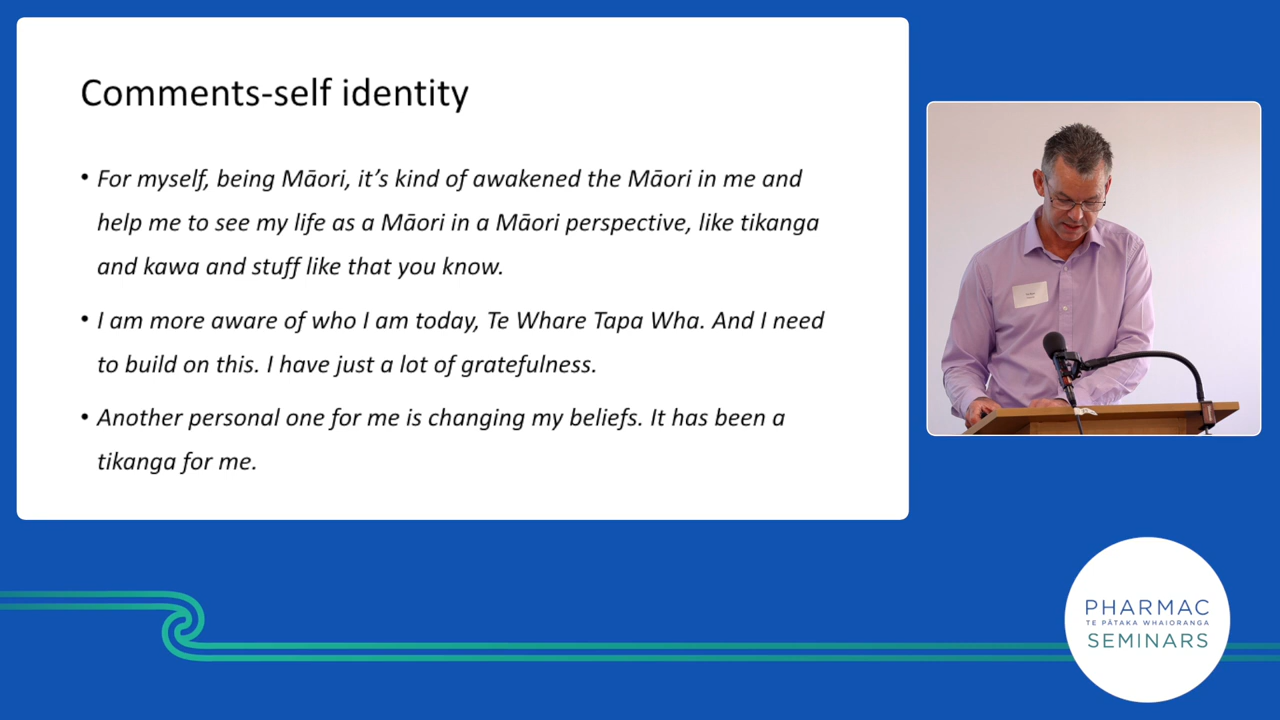 Comments-self identity
• For myself, being Māori, it's kind of awakened the Māori in me and
help me to see my life as a Māori in a Māori perspective, like tikanga
and kawa and stuff like that you know.
• I am more aware of who I am today, Te Whare Tapa Wha. And I need
to build on this. I have just a lot of gratefulness.
• Another personal one for me is changing my beliefs. It has been a
tikanga for me.
PHARMAC
TE PĀTAKA WHAIORANGA
SEMINARS